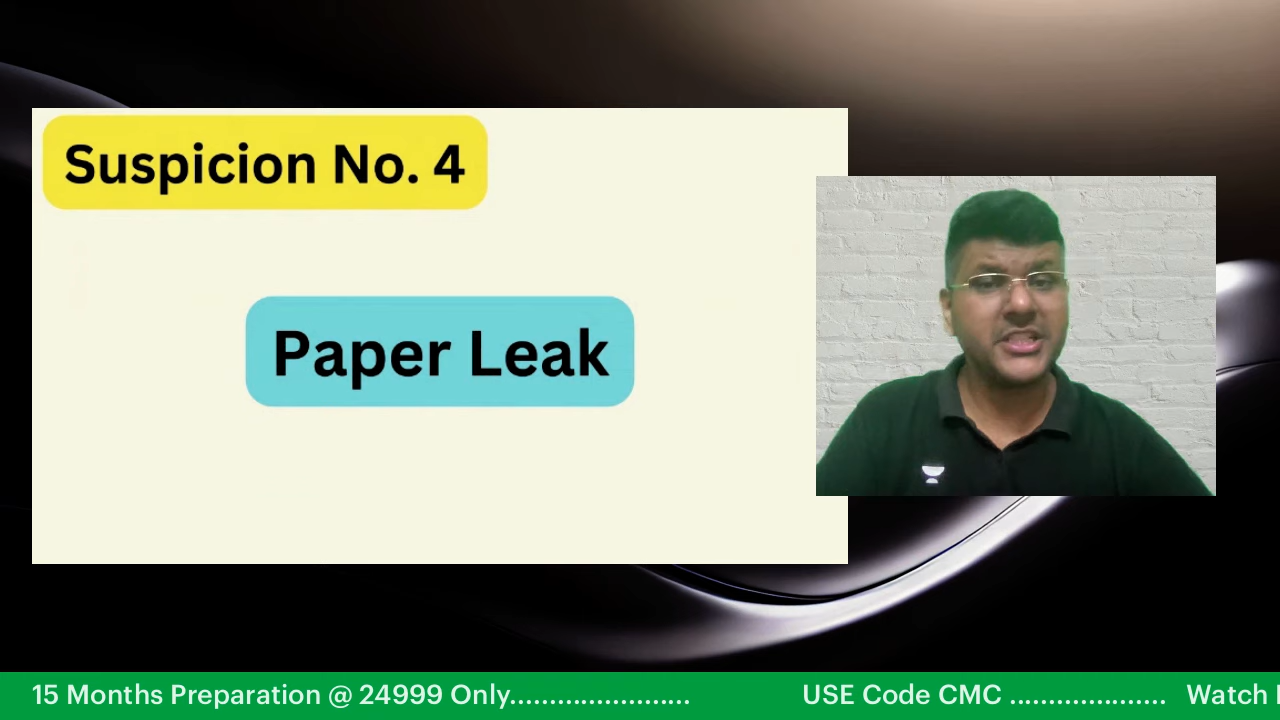 Suspicion No. 4
Paper Leak
15 Months Preparation @ 24999 Only....................... USE Code CMC .................... Watch